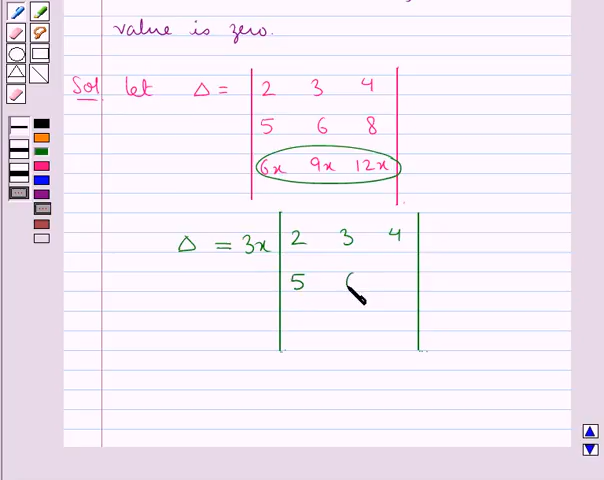 value is zero.
Sol let Δ = | 2 3 4 |
| 5 6 8 |
| 6x 9x 12x |
Δ = 3x | 2 3 4 |
5